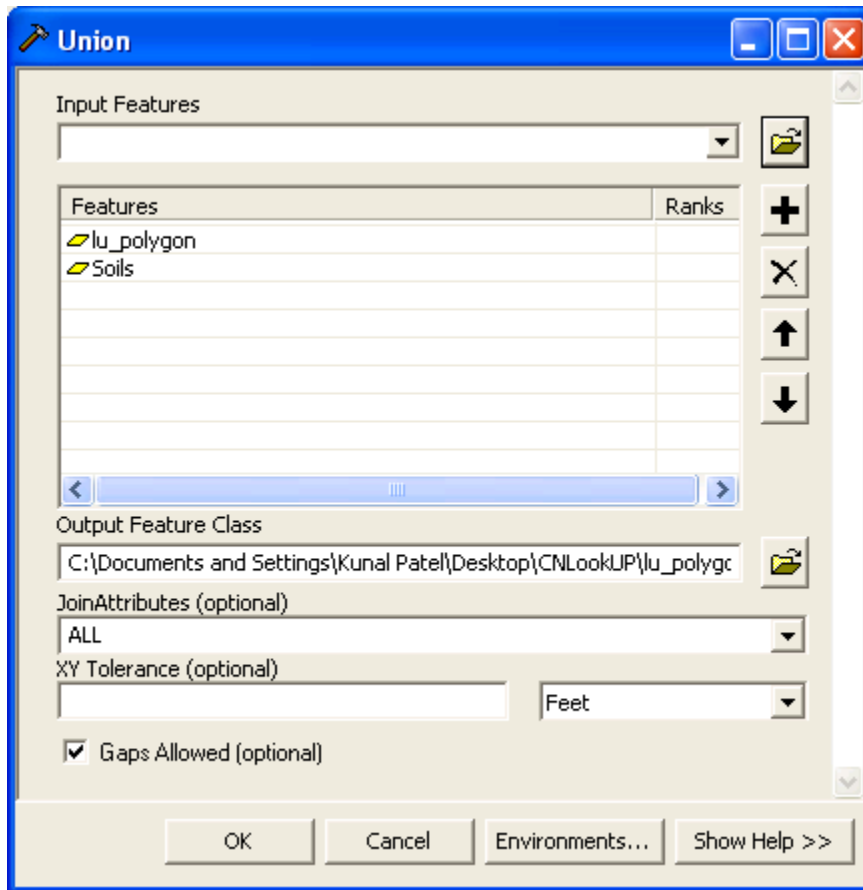 Union
Input Features
Features Ranks
lu_polygon
Soils
Output Feature Class
C:\Documents and Settings\Kunal Patel\Desktop\CNLookUP\lu_polygo
JoinAttributes (optional)
ALL
XY Tolerance (optional)
Feet
Gaps Allowed (optional)
OK Cancel Environments... Show Help >>